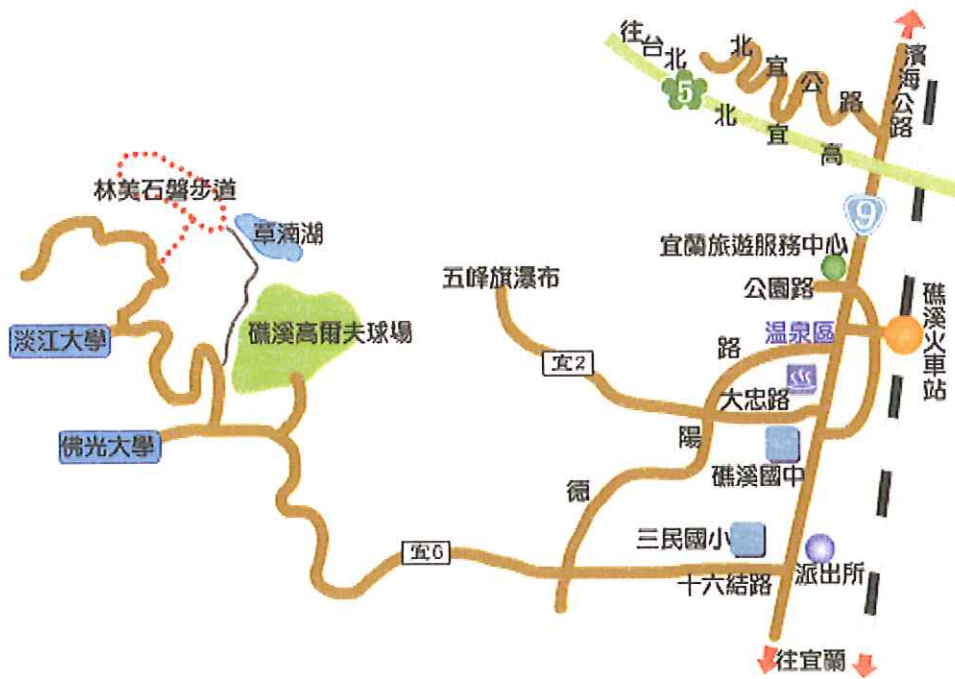 往台北
5
北宜高
北宜公路
濱海公路
9
林美石磐步道
草湳湖
宜蘭旅遊服務中心
五峰旗瀑布
公園路
礁溪火車站
淡江大學
礁溪高爾夫球場
溫泉區
宜2
德陽路
大忠路
佛光大學
礁溪國中
三民國小
宜6
十六結路
派出所
往宜蘭